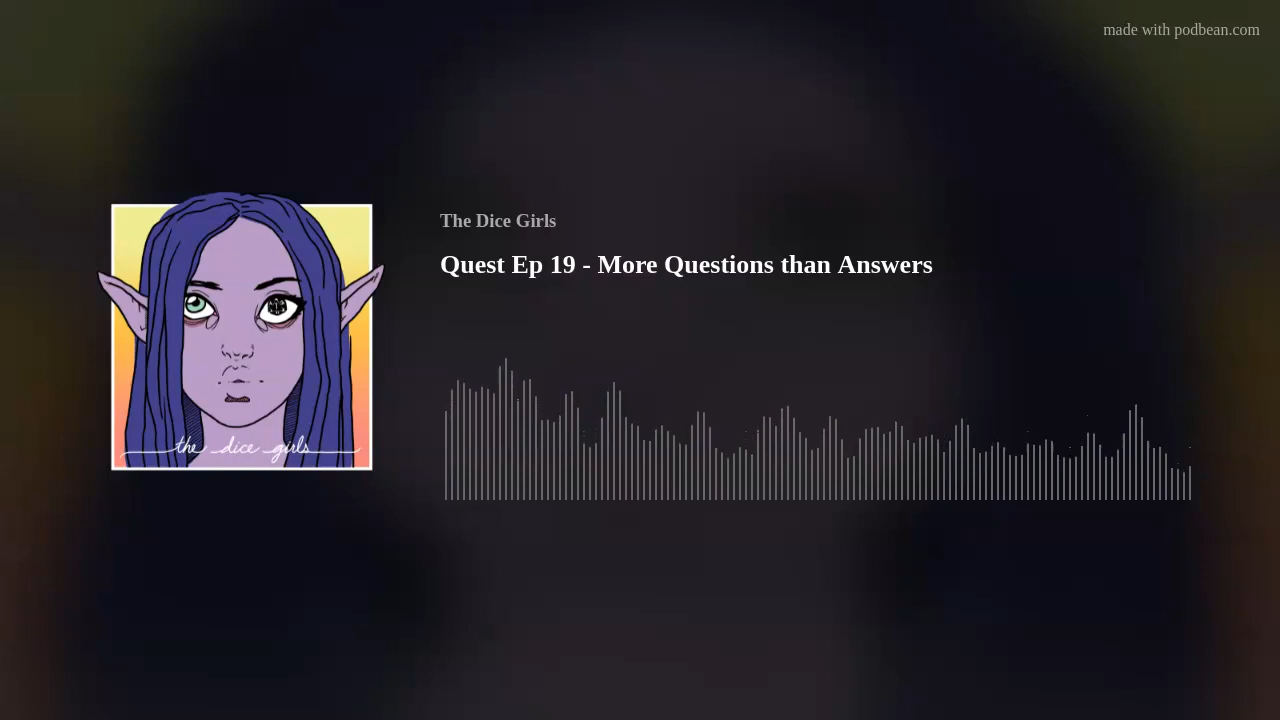 made with podbean.com
The Dice Girls
Quest Ep 19 - More Questions than Answers
the dice girls